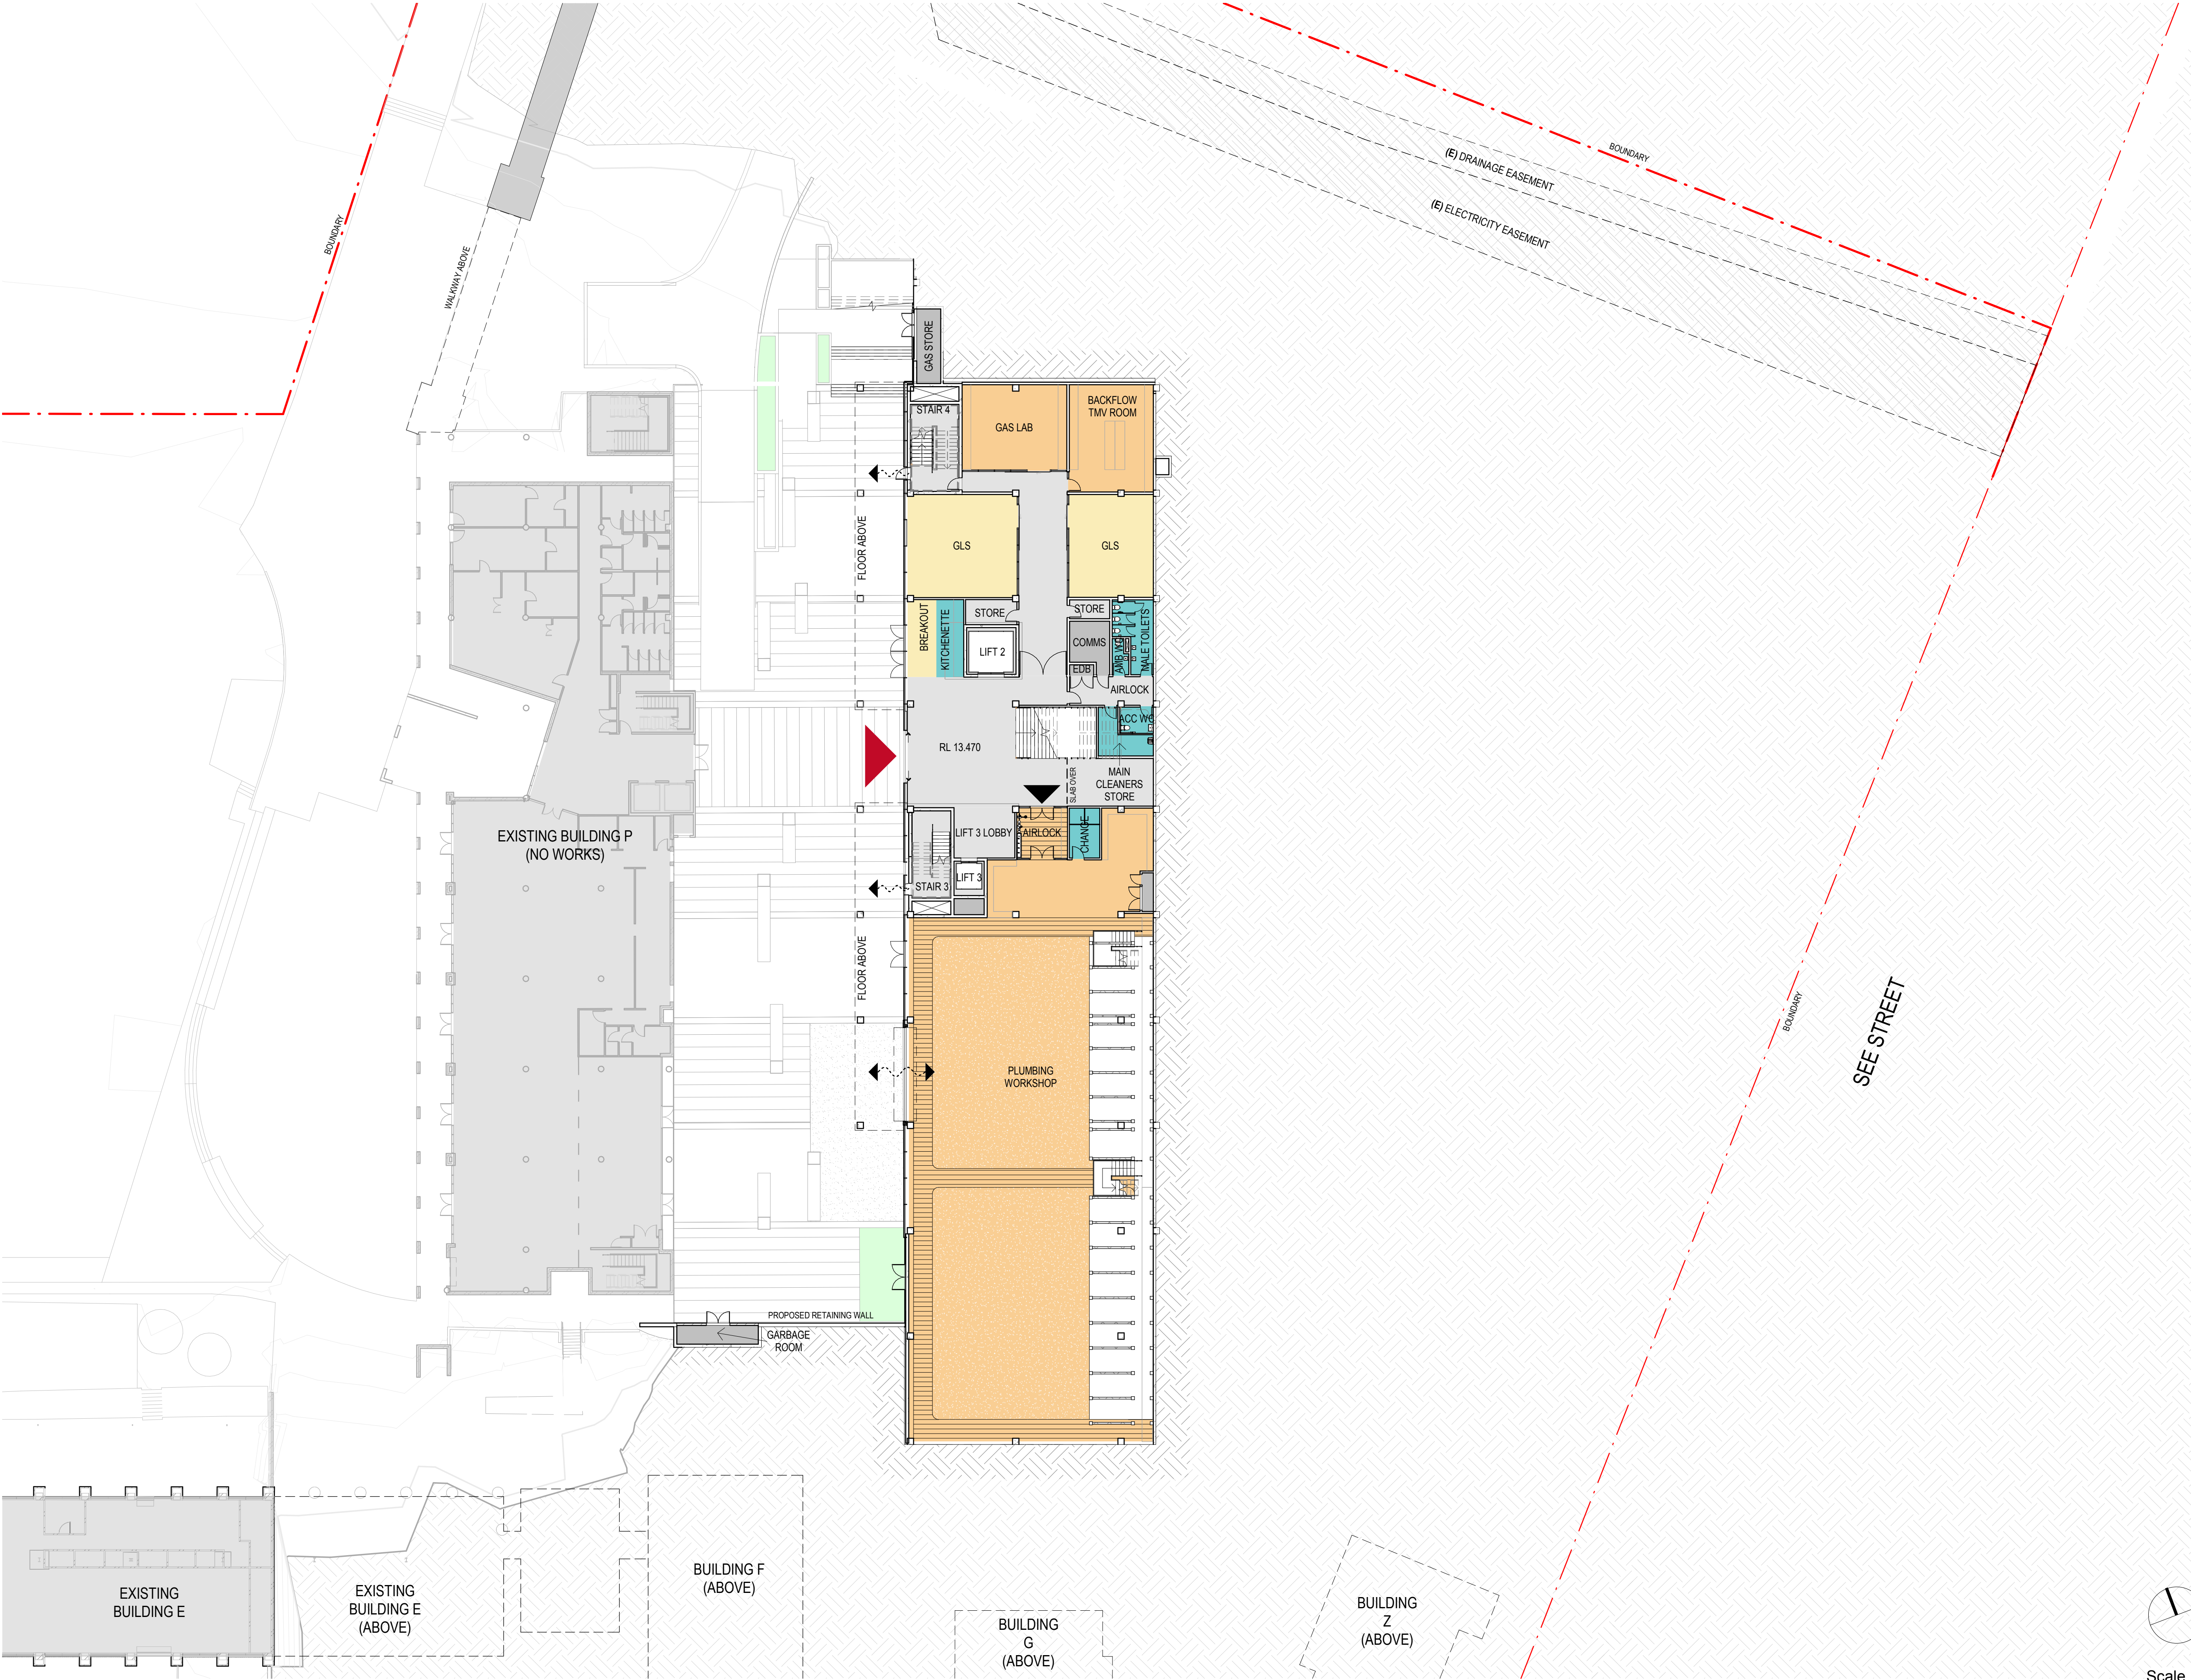 BOUNDARY
(E) DRAINAGE EASEMENT
(E) ELECTRICITY EASEMENT
BOUNDARY
WALKWAY ABOVE
GAS STORE
STAIR 4
GAS LAB
BACKFLOW
TMV ROOM
FLOOR ABOVE
GLS
GLS
BREAKOUT
KITCHENETTE
STORE
STORE
LIFT 2
COMMS
AMB WC
MALE TOILETS
EDB
AIRLOCK
ACC WC
RL 13.470
SLAB OVER
MAIN
CLEANERS
STORE
EXISTING BUILDING P
(NO WORKS)
LIFT 3 LOBBY
AIRLOCK
CHANGE
LIFT 3
STAIR 3
FLOOR ABOVE
BOUNDARY
SEE STREET
PLUMBING
WORKSHOP
PROPOSED RETAINING WALL
GARBAGE
ROOM
EXISTING
BUILDING E
EXISTING
BUILDING E
(ABOVE)
BUILDING F
(ABOVE)
BUILDING
G
(ABOVE)
BUILDING
Z
(ABOVE)
Scale